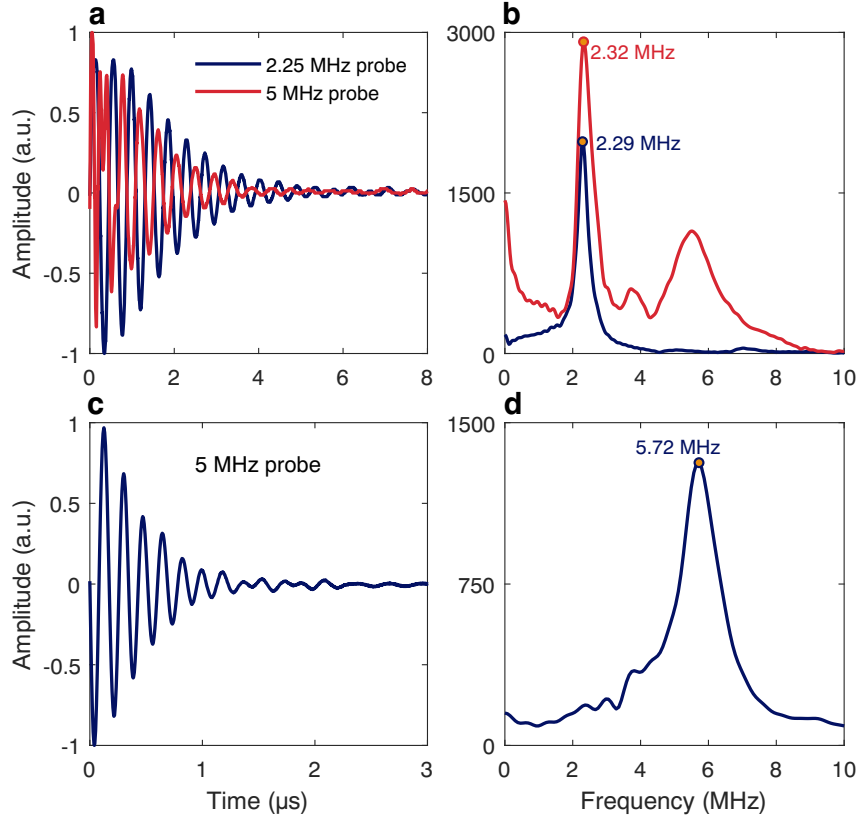 a
1
0.5
0
-0.5
-1
Amplitude (a.u.)
2.25 MHz probe
5 MHz probe
0
2
4
6
8
b
3000
1500
0
2.32 MHz
2.29 MHz
0
2
4
6
8
10
c
1
0.5
0
-0.5
-1
Amplitude (a.u.)
5 MHz probe
0
1
2
3
Time (µs)
d
1500
750
0
5.72 MHz
0
2
4
6
8
10
Frequency (MHz)